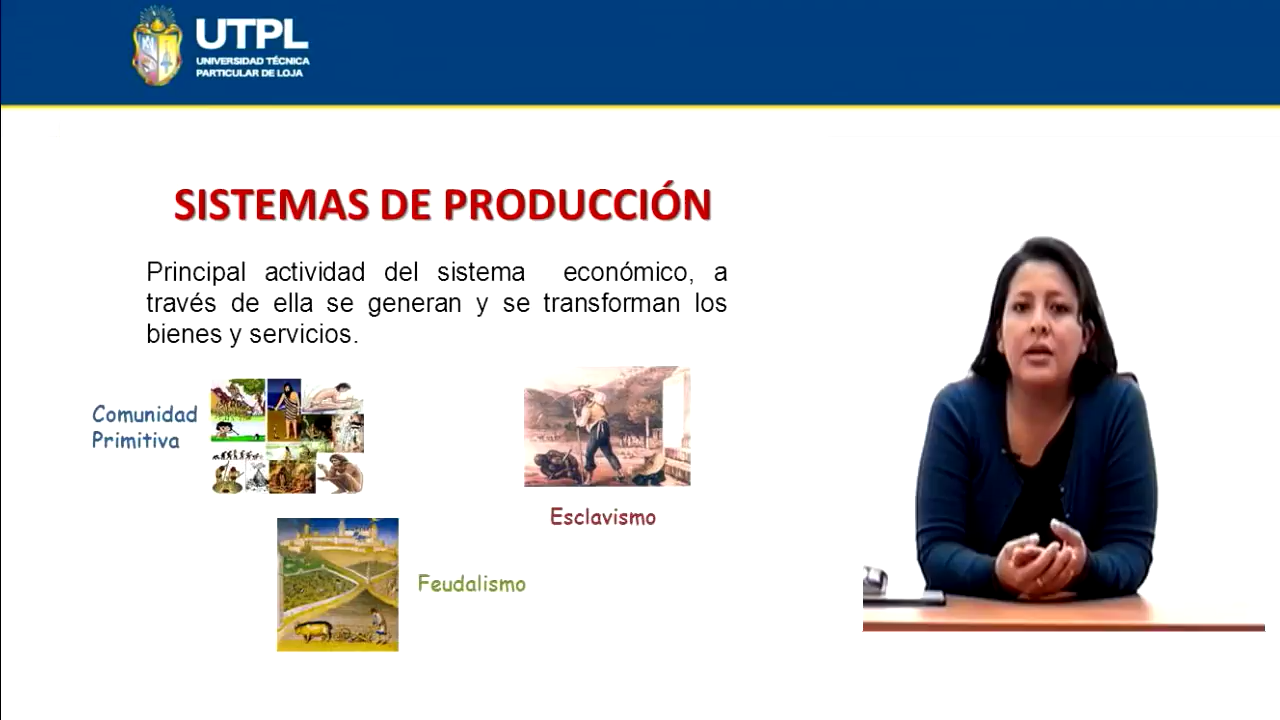 UTPL
UNIVERSIDAD TÉCNICA
PARTICULAR DE LOJA
SISTEMAS DE PRODUCCIÓN
Principal actividad del sistema económico, a
través de ella se generan y se transforman los
bienes y servicios.
Comunidad
Primitiva
Esclavismo
Feudalismo